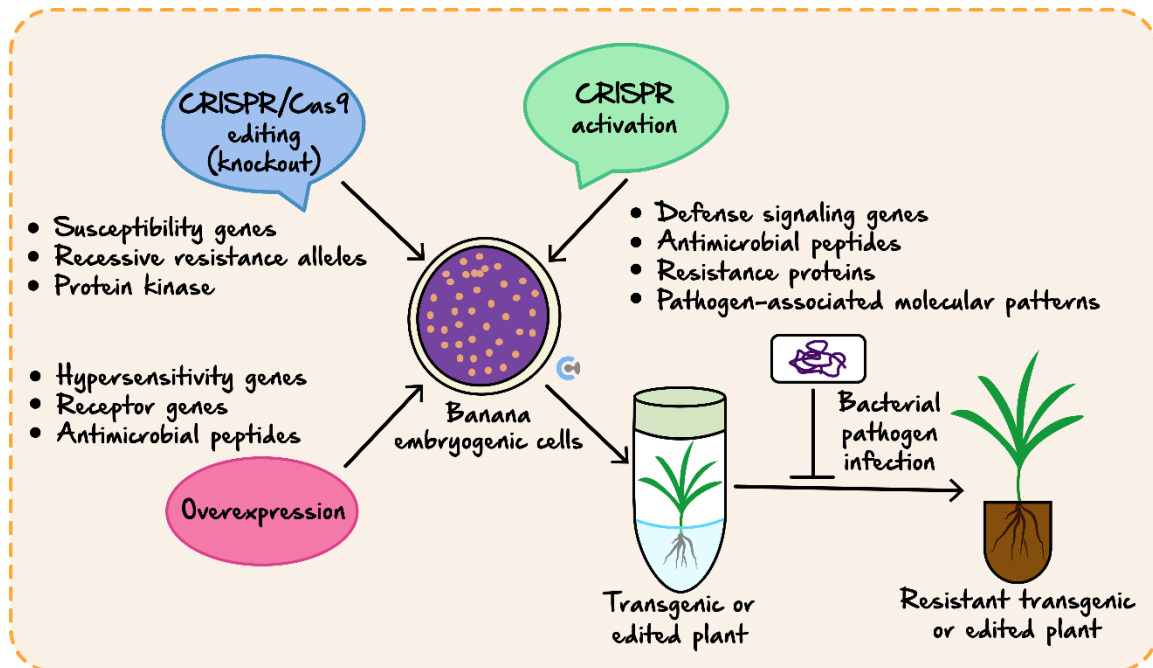 CRISPR/Cas9
editing
(knockout)
CRISPR
activation
• Susceptibility genes
• Recessive resistance alleles
• Protein kinase
• Defense signaling genes
• Antimicrobial peptides
• Resistance proteins
• Pathogen-associated molecular patterns
• Hypersensitivity genes
• Receptor genes
• Antimicrobial peptides
Overexpression
Banana
embryogenic cells
Bacterial
pathogen
infection
Transgenic or
edited plant
Resistant transgenic
or edited plant